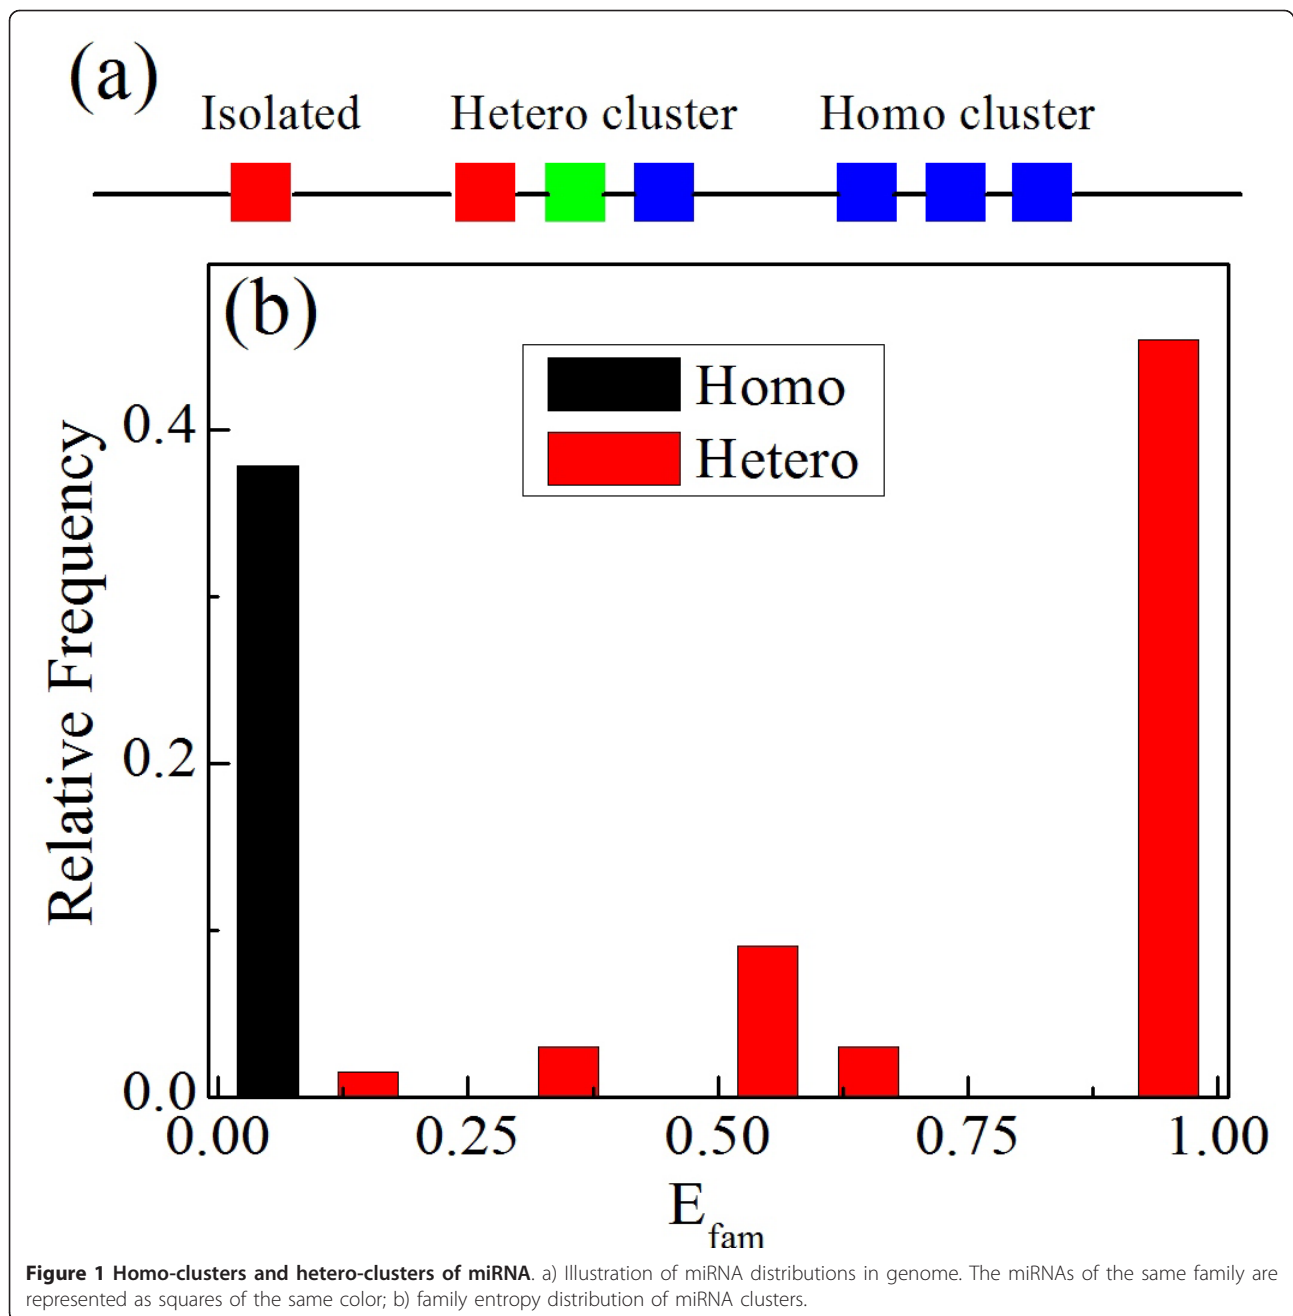 (a)
Isolated Hetero cluster Homo cluster
(b)
Homo
Hetero
Relative Frequency
0.4
0.2
0.0
0.00 0.25 0.50 0.75 1.00
E_fam
Figure 1 Homo-clusters and hetero-clusters of miRNA. a) Illustration of miRNA distributions in genome. The miRNAs of the same family are
represented as squares of the same color; b) family entropy distribution of miRNA clusters.